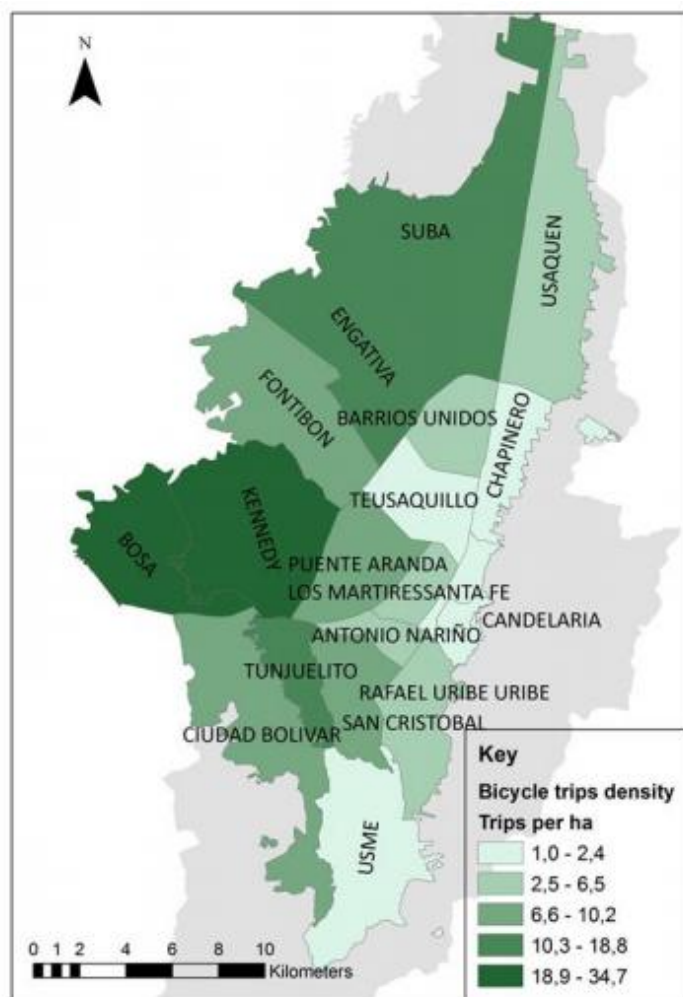 N
SUBA
USAQUEN
ENGATIVA
FONTIBON
BARRIOS UNIDOS
CHAPINERO
TEUSAQUILLO
KENNEDY
BOSA
PUENTE ARANDA
LOS MARTIRESSANTA FE
CANDELARIA
ANTONIO NARIÑO
TUNJUELITO
RAFAEL URIBE URIBE
SAN CRISTOBAL
CIUDAD BOLIVAR
USME
Key
Bicycle trips density
Trips per ha
1,0 - 2,4
2,5 - 6,5
6,6 - 10,2
10,3 - 18,8
18,9 - 34,7
0 1 2 4 6 8 10
Kilometers